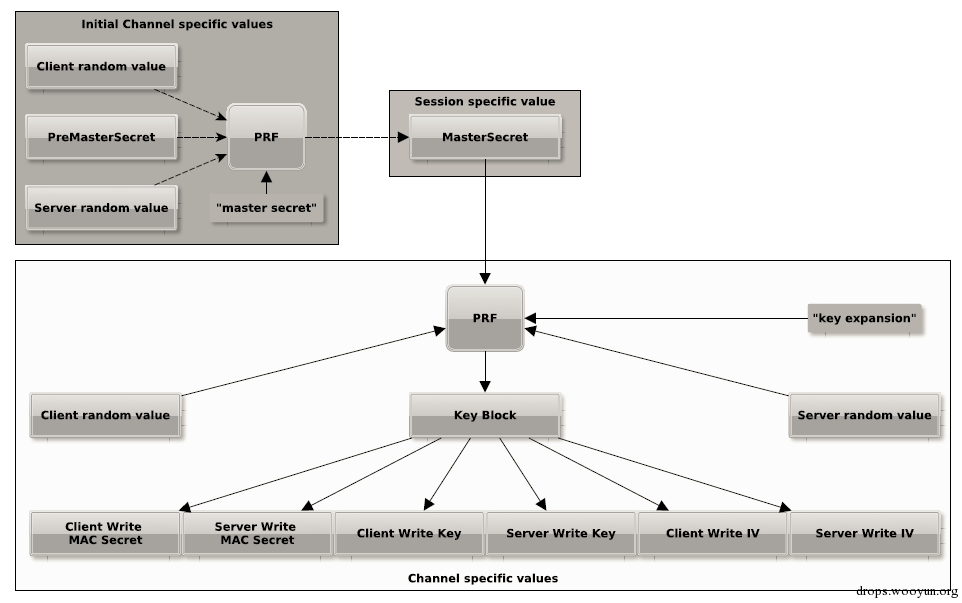 Initial Channel specific values
Client random value
PreMasterSecret
Server random value
PRF
"master secret"
Session specific value
MasterSecret
PRF
"key expansion"
Client random value
Key Block
Server random value
Client Write
MAC Secret
Server Write
MAC Secret
Client Write Key
Server Write Key
Client Write IV
Server Write IV
Channel specific values
drops.wooyun.org